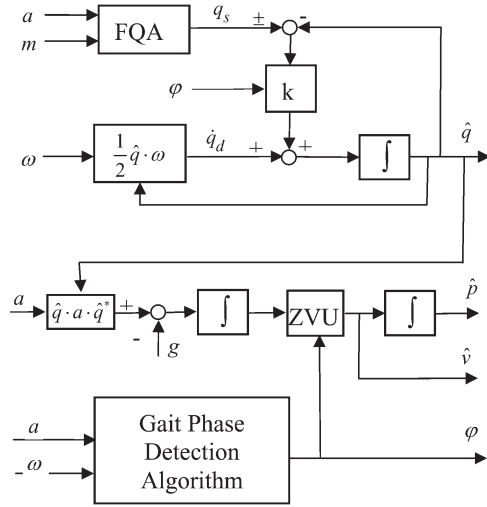 a
m
FQA
q_s
±
-
φ
k
ω
1/2 q̂ · ω
q̇_d
+
+
∫
q̂
a
q̂ · a · q̂*
+
-
g
∫
ZVU
∫
p̂
v̂
a
- ω
Gait Phase
Detection
Algorithm
φ